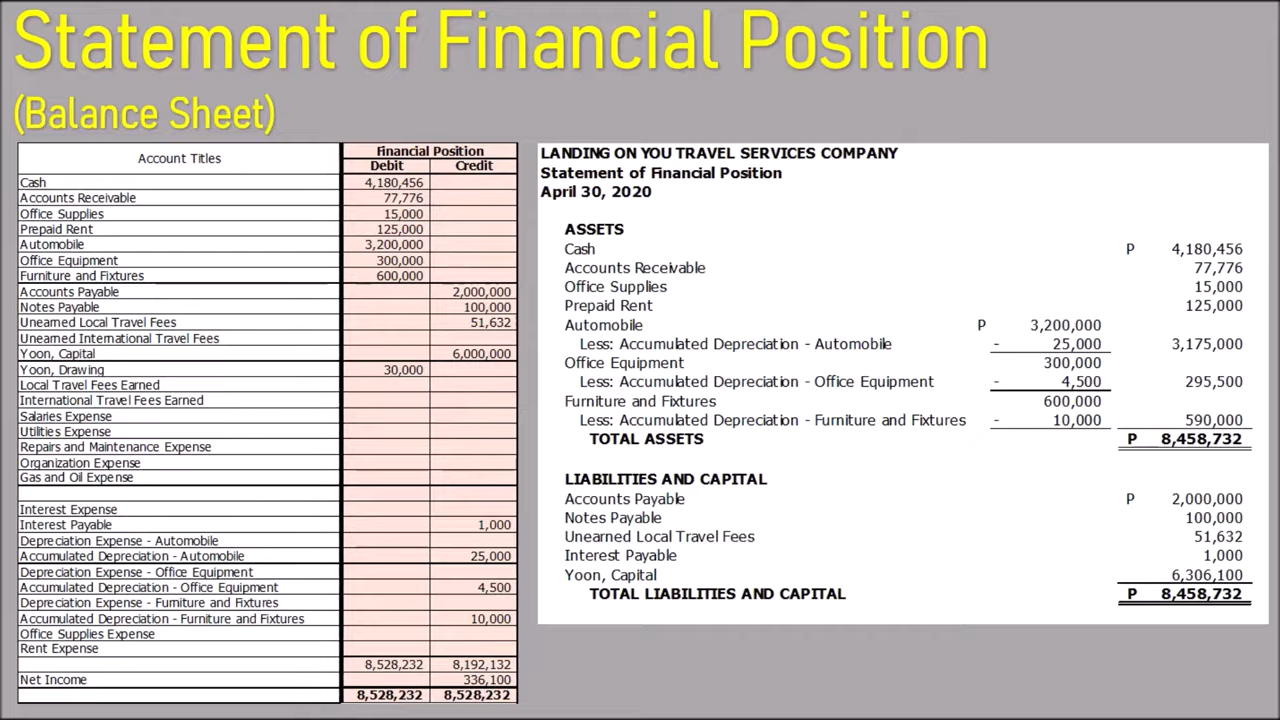 Statement of Financial Position
(Balance Sheet)
Account Titles Financial Position
Debit Credit
Cash 4,180,456
Accounts Receivable 77,776
Office Supplies 15,000
Prepaid Rent 125,000
Automobile 3,200,000
Office Equipment 300,000
Furniture and Fixtures 600,000
Accounts Payable 2,000,000
Notes Payable 100,000
Unearned Local Travel Fees 51,632
Unearned International Travel Fees
Yoon, Capital 6,000,000
Yoon, Drawing 30,000
Local Travel Fees Earned
International Travel Fees Earned
Salaries Expense
Utilities Expense
Repairs and Maintenance Expense
Organization Expense
Gas and Oil Expense
Interest Expense
Interest Payable 1,000
Depreciation Expense - Automobile
Accumulated Depreciation - Automobile 25,000
Depreciation Expense - Office Equipment
Accumulated Depreciation - Office Equipment 4,500
Depreciation Expense - Furniture and Fixtures
Accumulated Depreciation - Furniture and Fixtures 10,000
Office Supplies Expense
Rent Expense
8,528,232 8,192,132
Net Income 336,100
8,528,232 8,528,232
LANDING ON YOU TRAVEL SERVICES COMPANY
Statement of Financial Position
April 30, 2020
ASSETS
Cash P 4,180,456
Accounts Receivable 77,776
Office Supplies 15,000
Prepaid Rent 125,000
Automobile P 3,200,000
Less: Accumulated Depreciation - Automobile - 25,000 3,175,000
Office Equipment 300,000
Less: Accumulated Depreciation - Office Equipment - 4,500 295,500
Furniture and Fixtures 600,000
Less: Accumulated Depreciation - Furniture and Fixtures - 10,000 590,000
TOTAL ASSETS P 8,458,732
LIABILITIES AND CAPITAL
Accounts Payable P 2,000,000
Notes Payable 100,000
Unearned Local Travel Fees 51,632
Interest Payable 1,000
Yoon, Capital 6,306,100
TOTAL LIABILITIES AND CAPITAL P 8,458,732